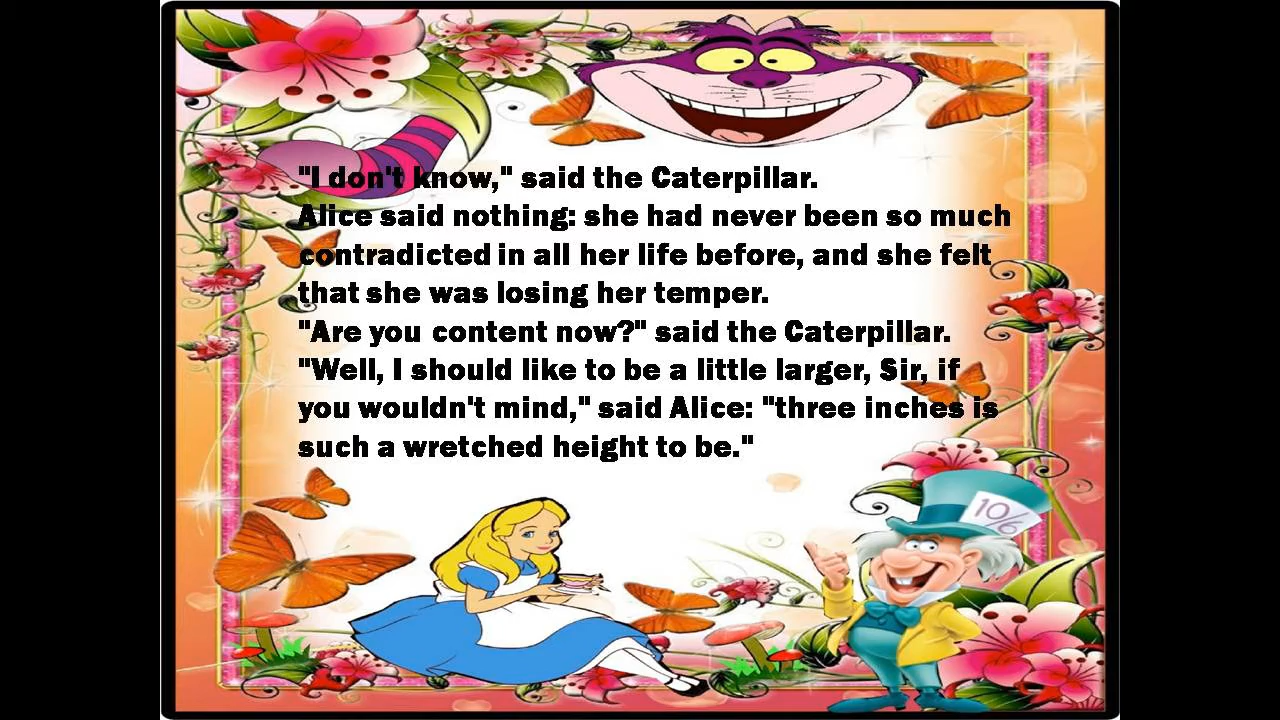 "I don't know," said the Caterpillar.
Alice said nothing: she had never been so much
contradicted in all her life before, and she felt
that she was losing her temper.
"Are you content now?" said the Caterpillar.
"Well, I should like to be a little larger, Sir, if
you wouldn't mind," said Alice: "three inches is
such a wretched height to be."
10/6